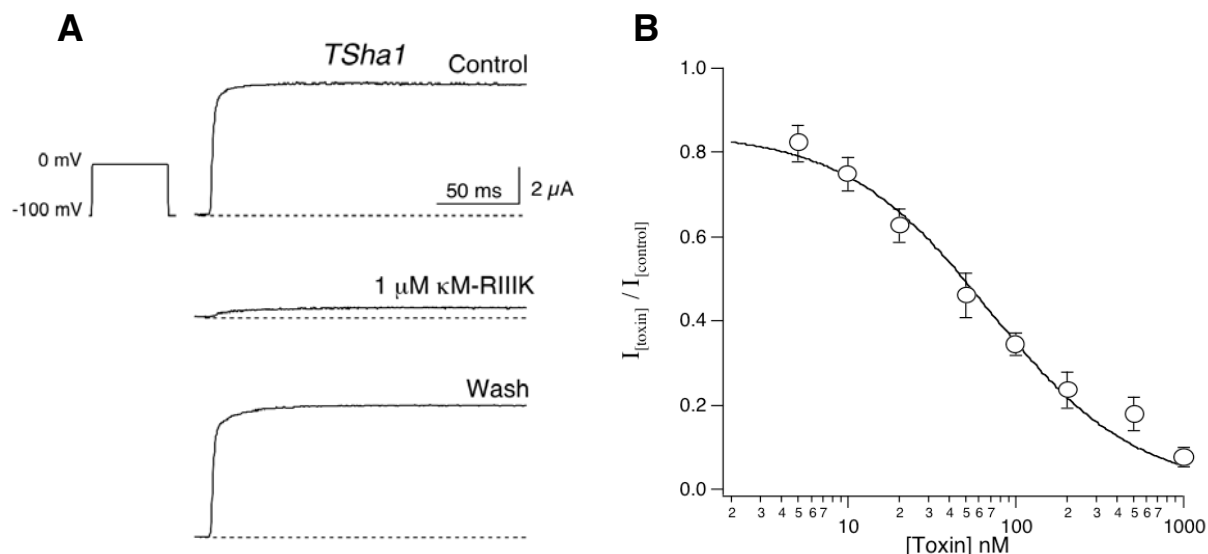 A
TSha1
Control
0 mV
-100 mV
50 ms
2 µA
1 µM κM-RIIIK
Wash
B
1.0
0.8
0.6
0.4
0.2
0.0
I[toxin] / I[control]
2 3 4 5 6 7 2 3 4 5 6 7 2 3 4 5 6 7
10 100 1000
[Toxin] nM